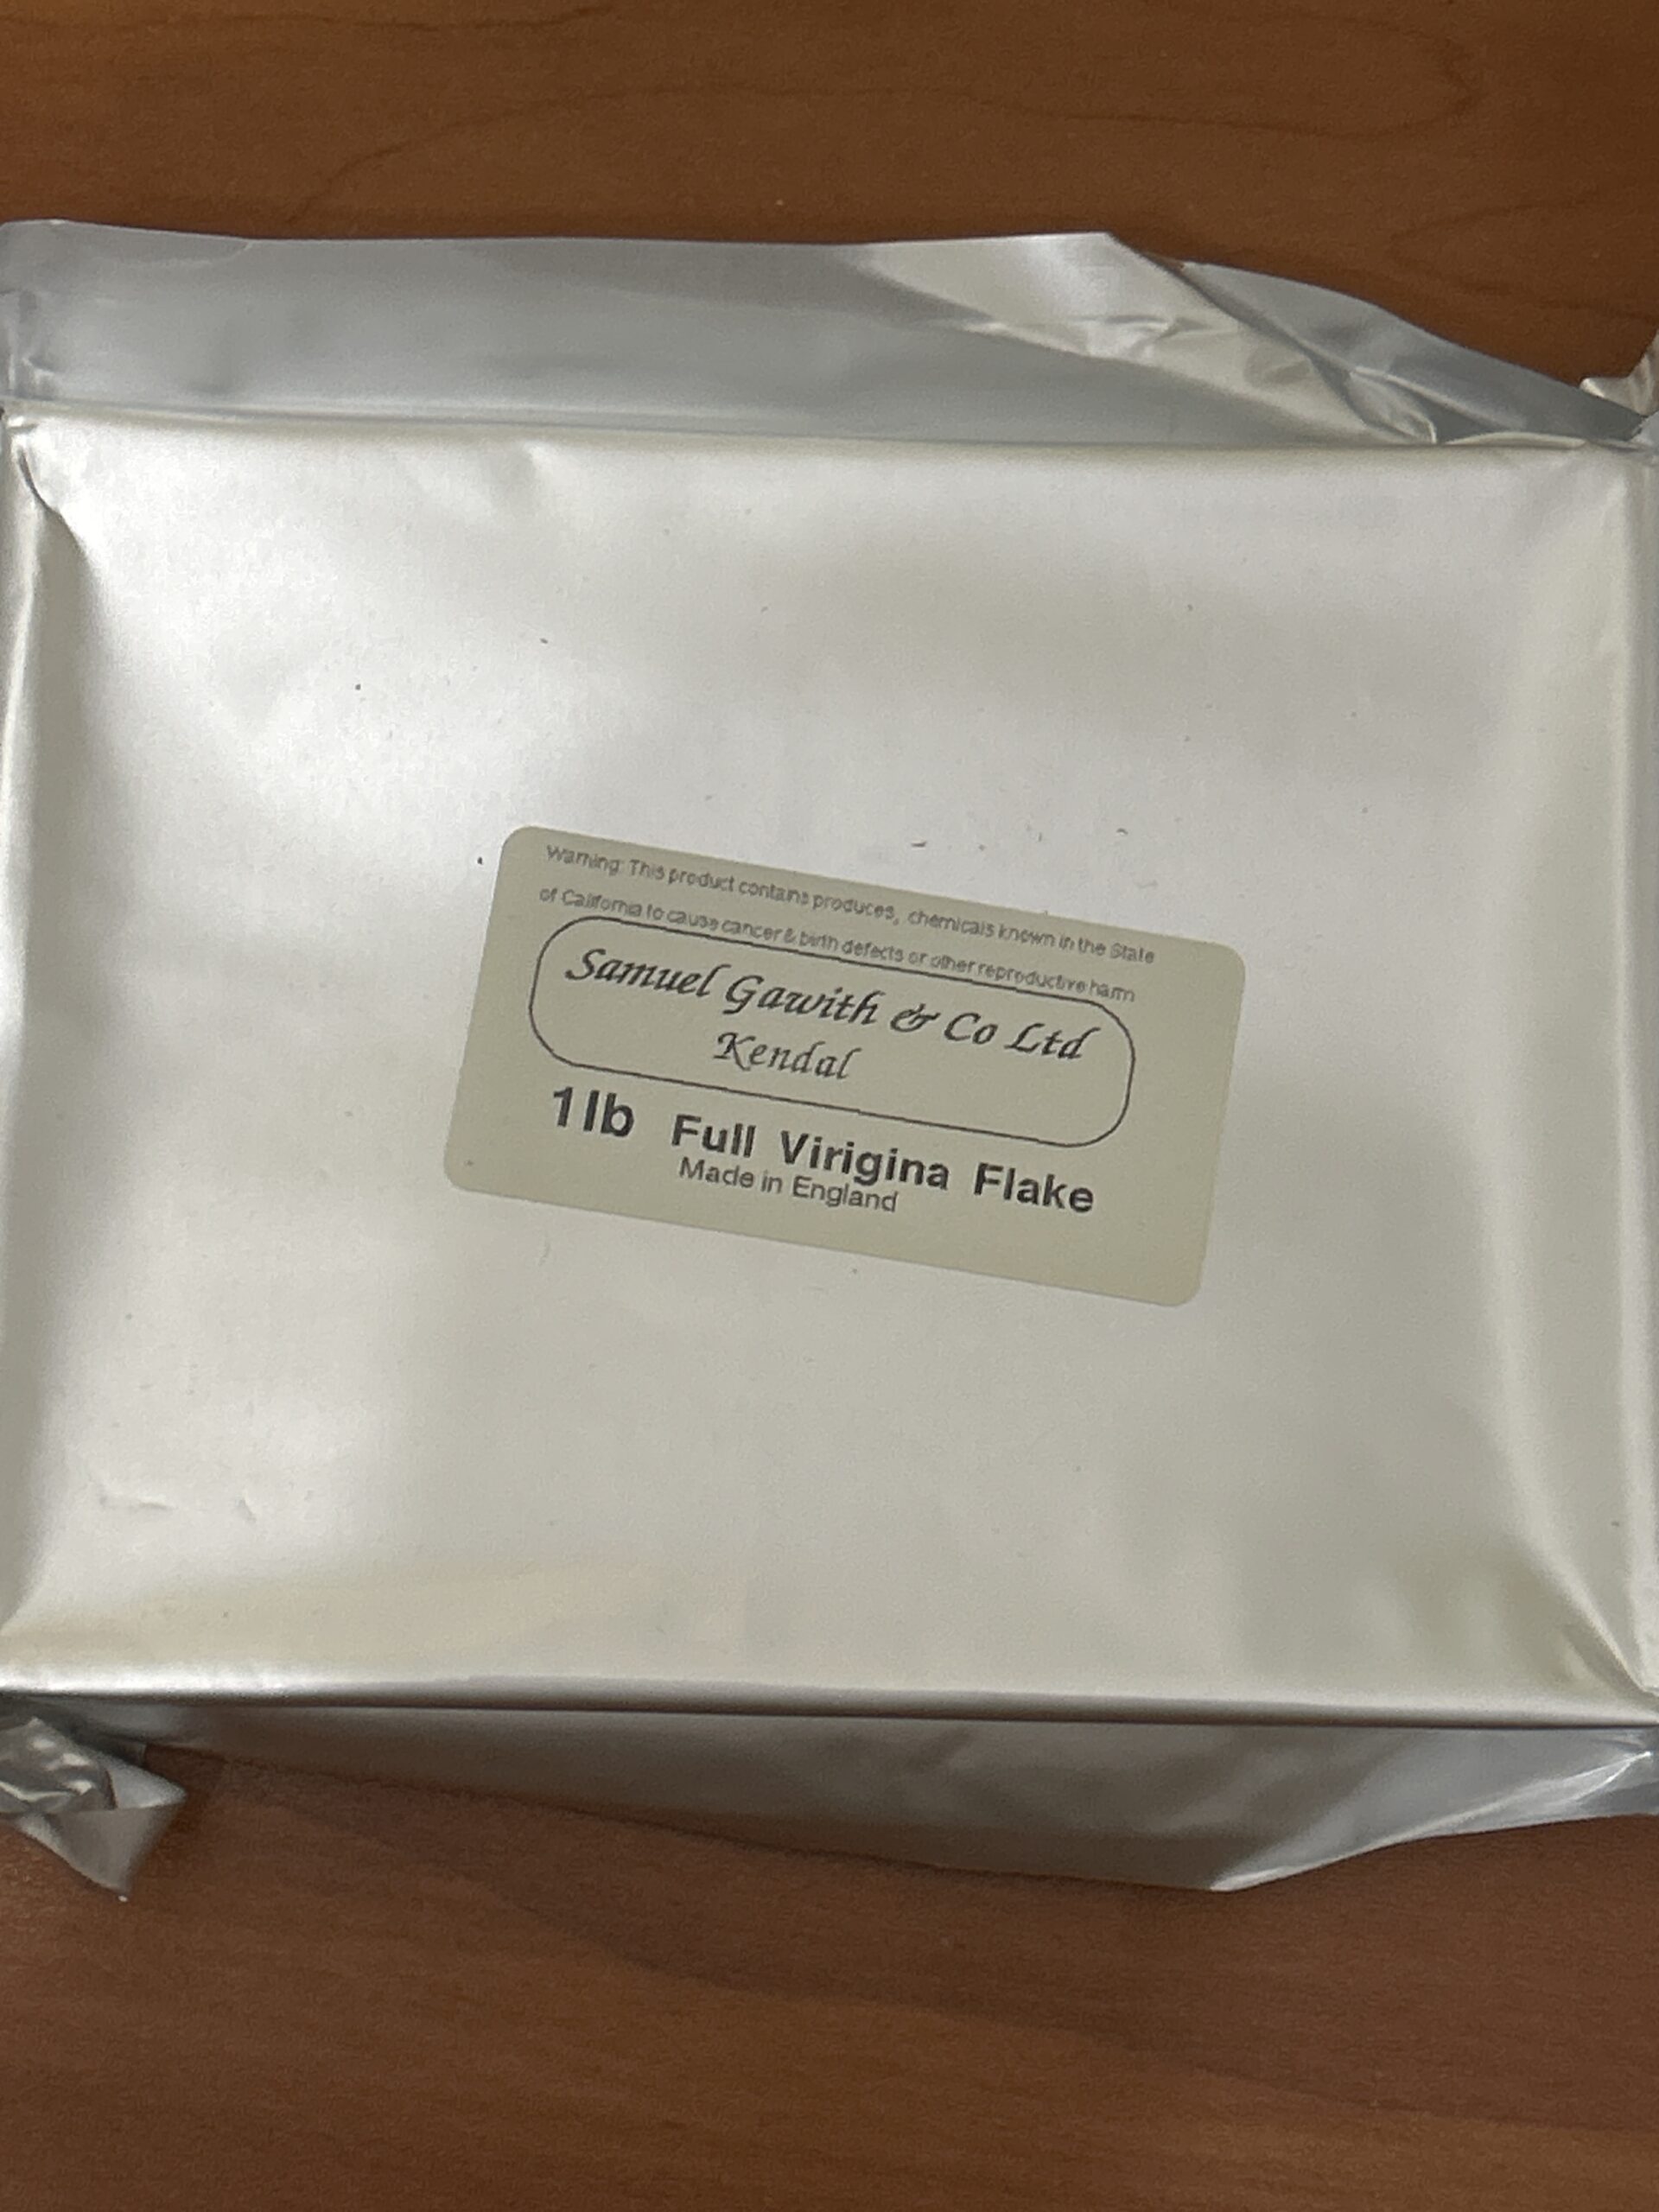 Warning: This product contains produces, chemicals known in the State
of California to cause cancer & birth defects or other reproductive harm
Samuel Gawith & Co Ltd
Kendal
1lb Full Virigina Flake
Made in England